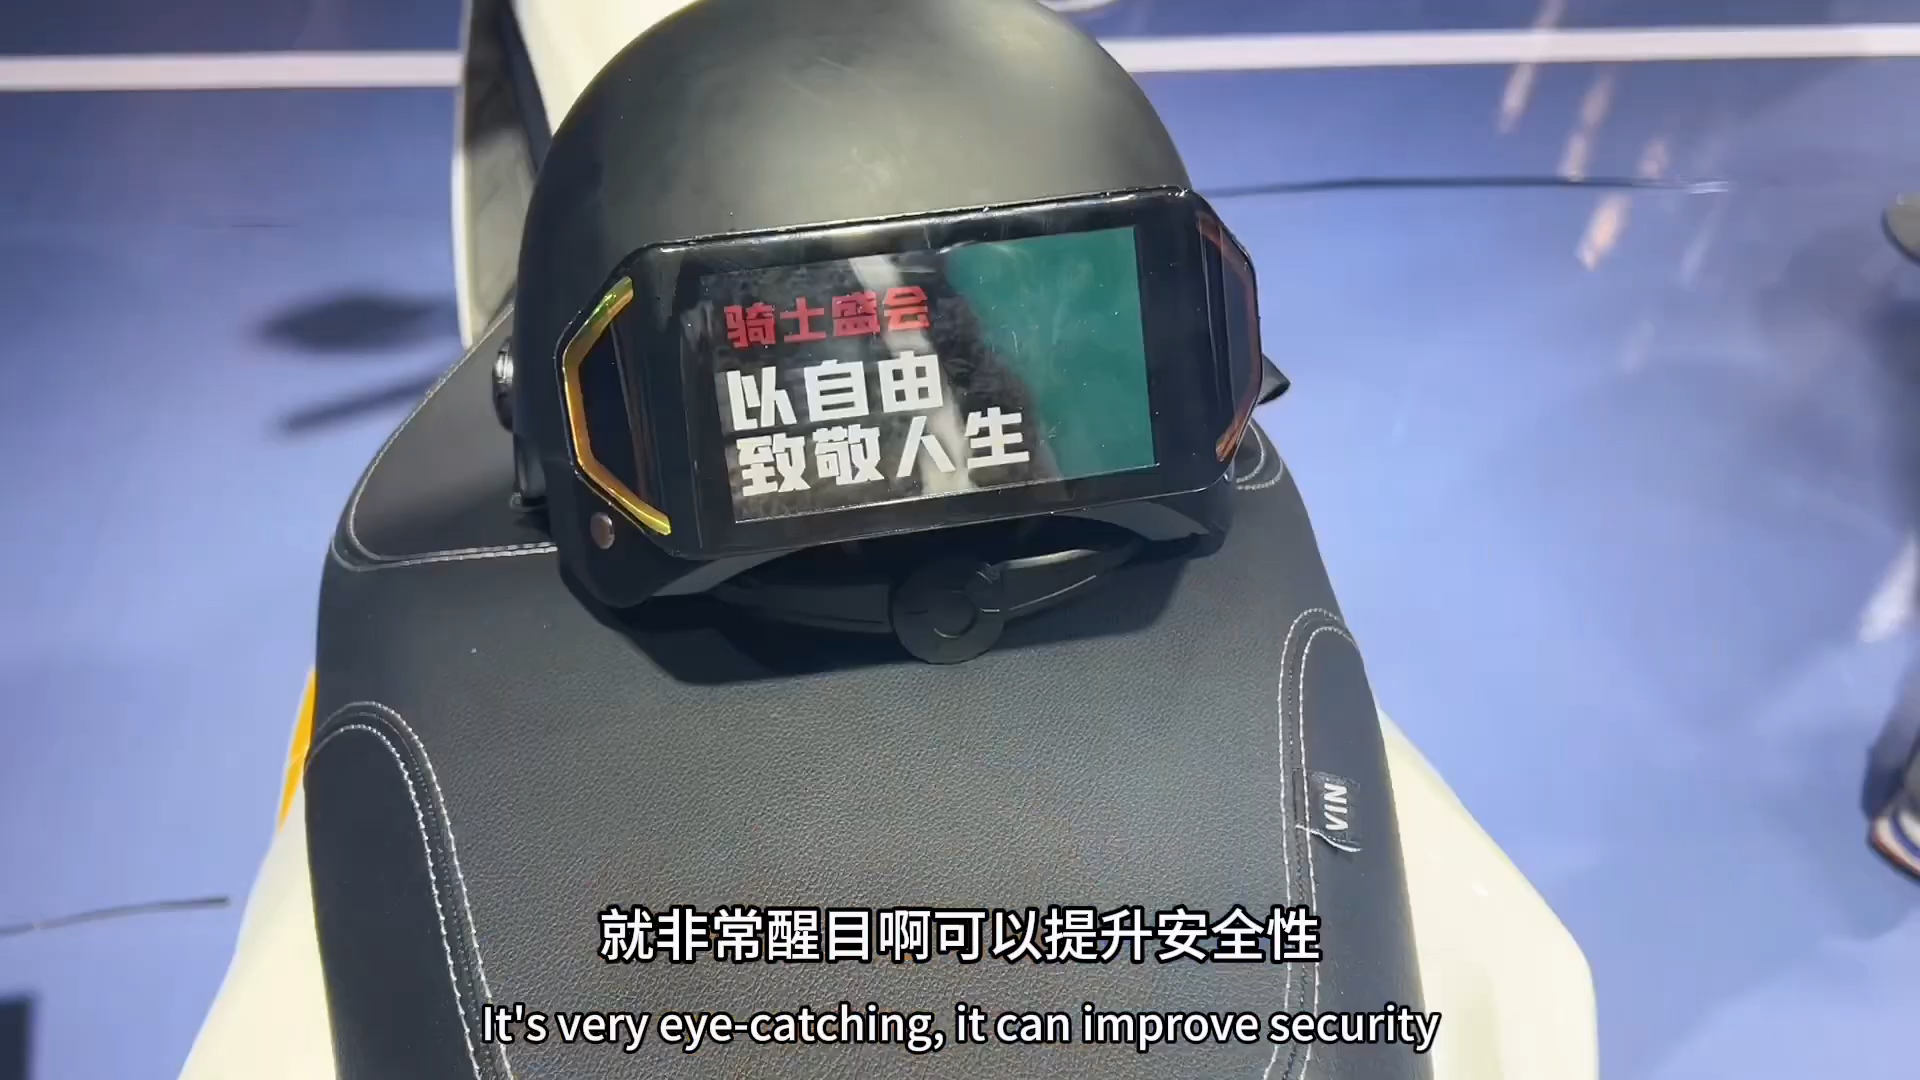 骑士盛会
以自由
致敬人生
VIN
就非常醒目啊可以提升安全性
It's very eye-catching, it can improve security